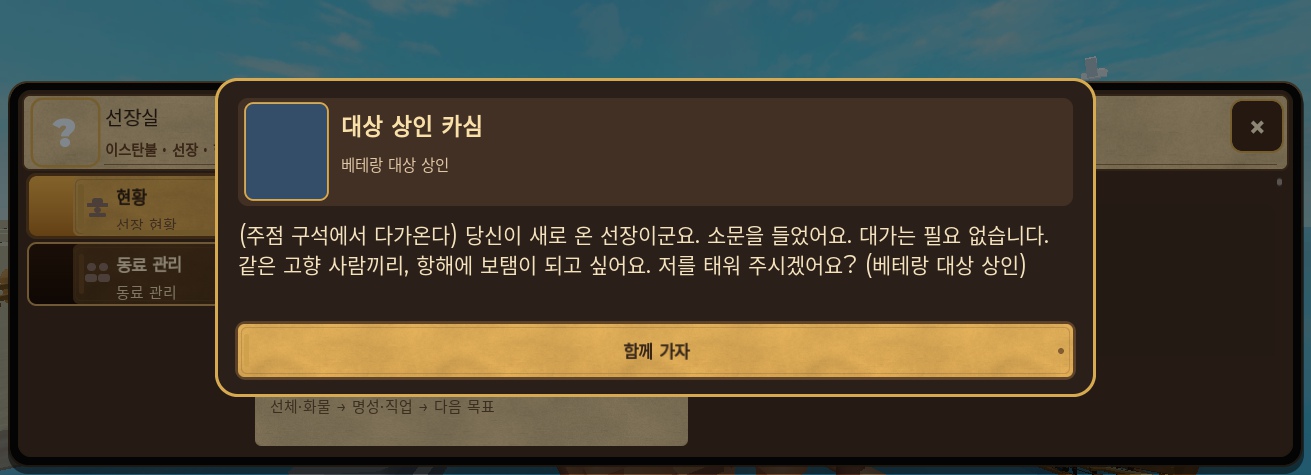 선장실
이스탄불 • 선장 •
현황
선장 현황
동료 관리
동료 관리
대상 상인 카심
베테랑 대상 상인
(주점 구석에서 다가온다) 당신이 새로 온 선장이군요. 소문을 들었어요. 대가는 필요 없습니다.
같은 고향 사람끼리, 항해에 보탬이 되고 싶어요. 저를 태워 주시겠어요? (베테랑 대상 상인)
함께 가자
선체·화물 → 명성·직업 → 다음 목표